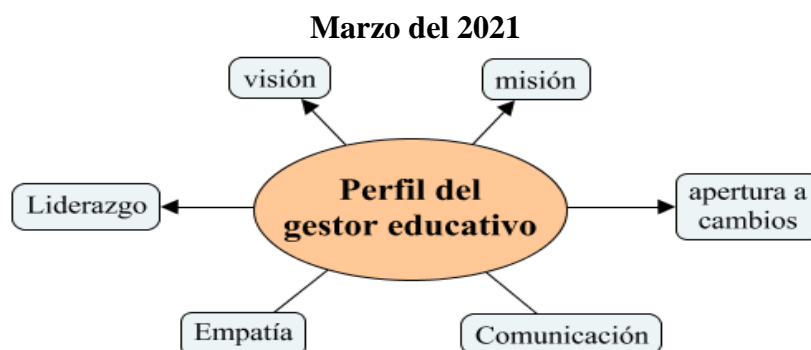 Marzo del 2021
visión
misión
Perfil del
gestor educativo
Liderazgo
apertura a
cambios
Empatía
Comunicación